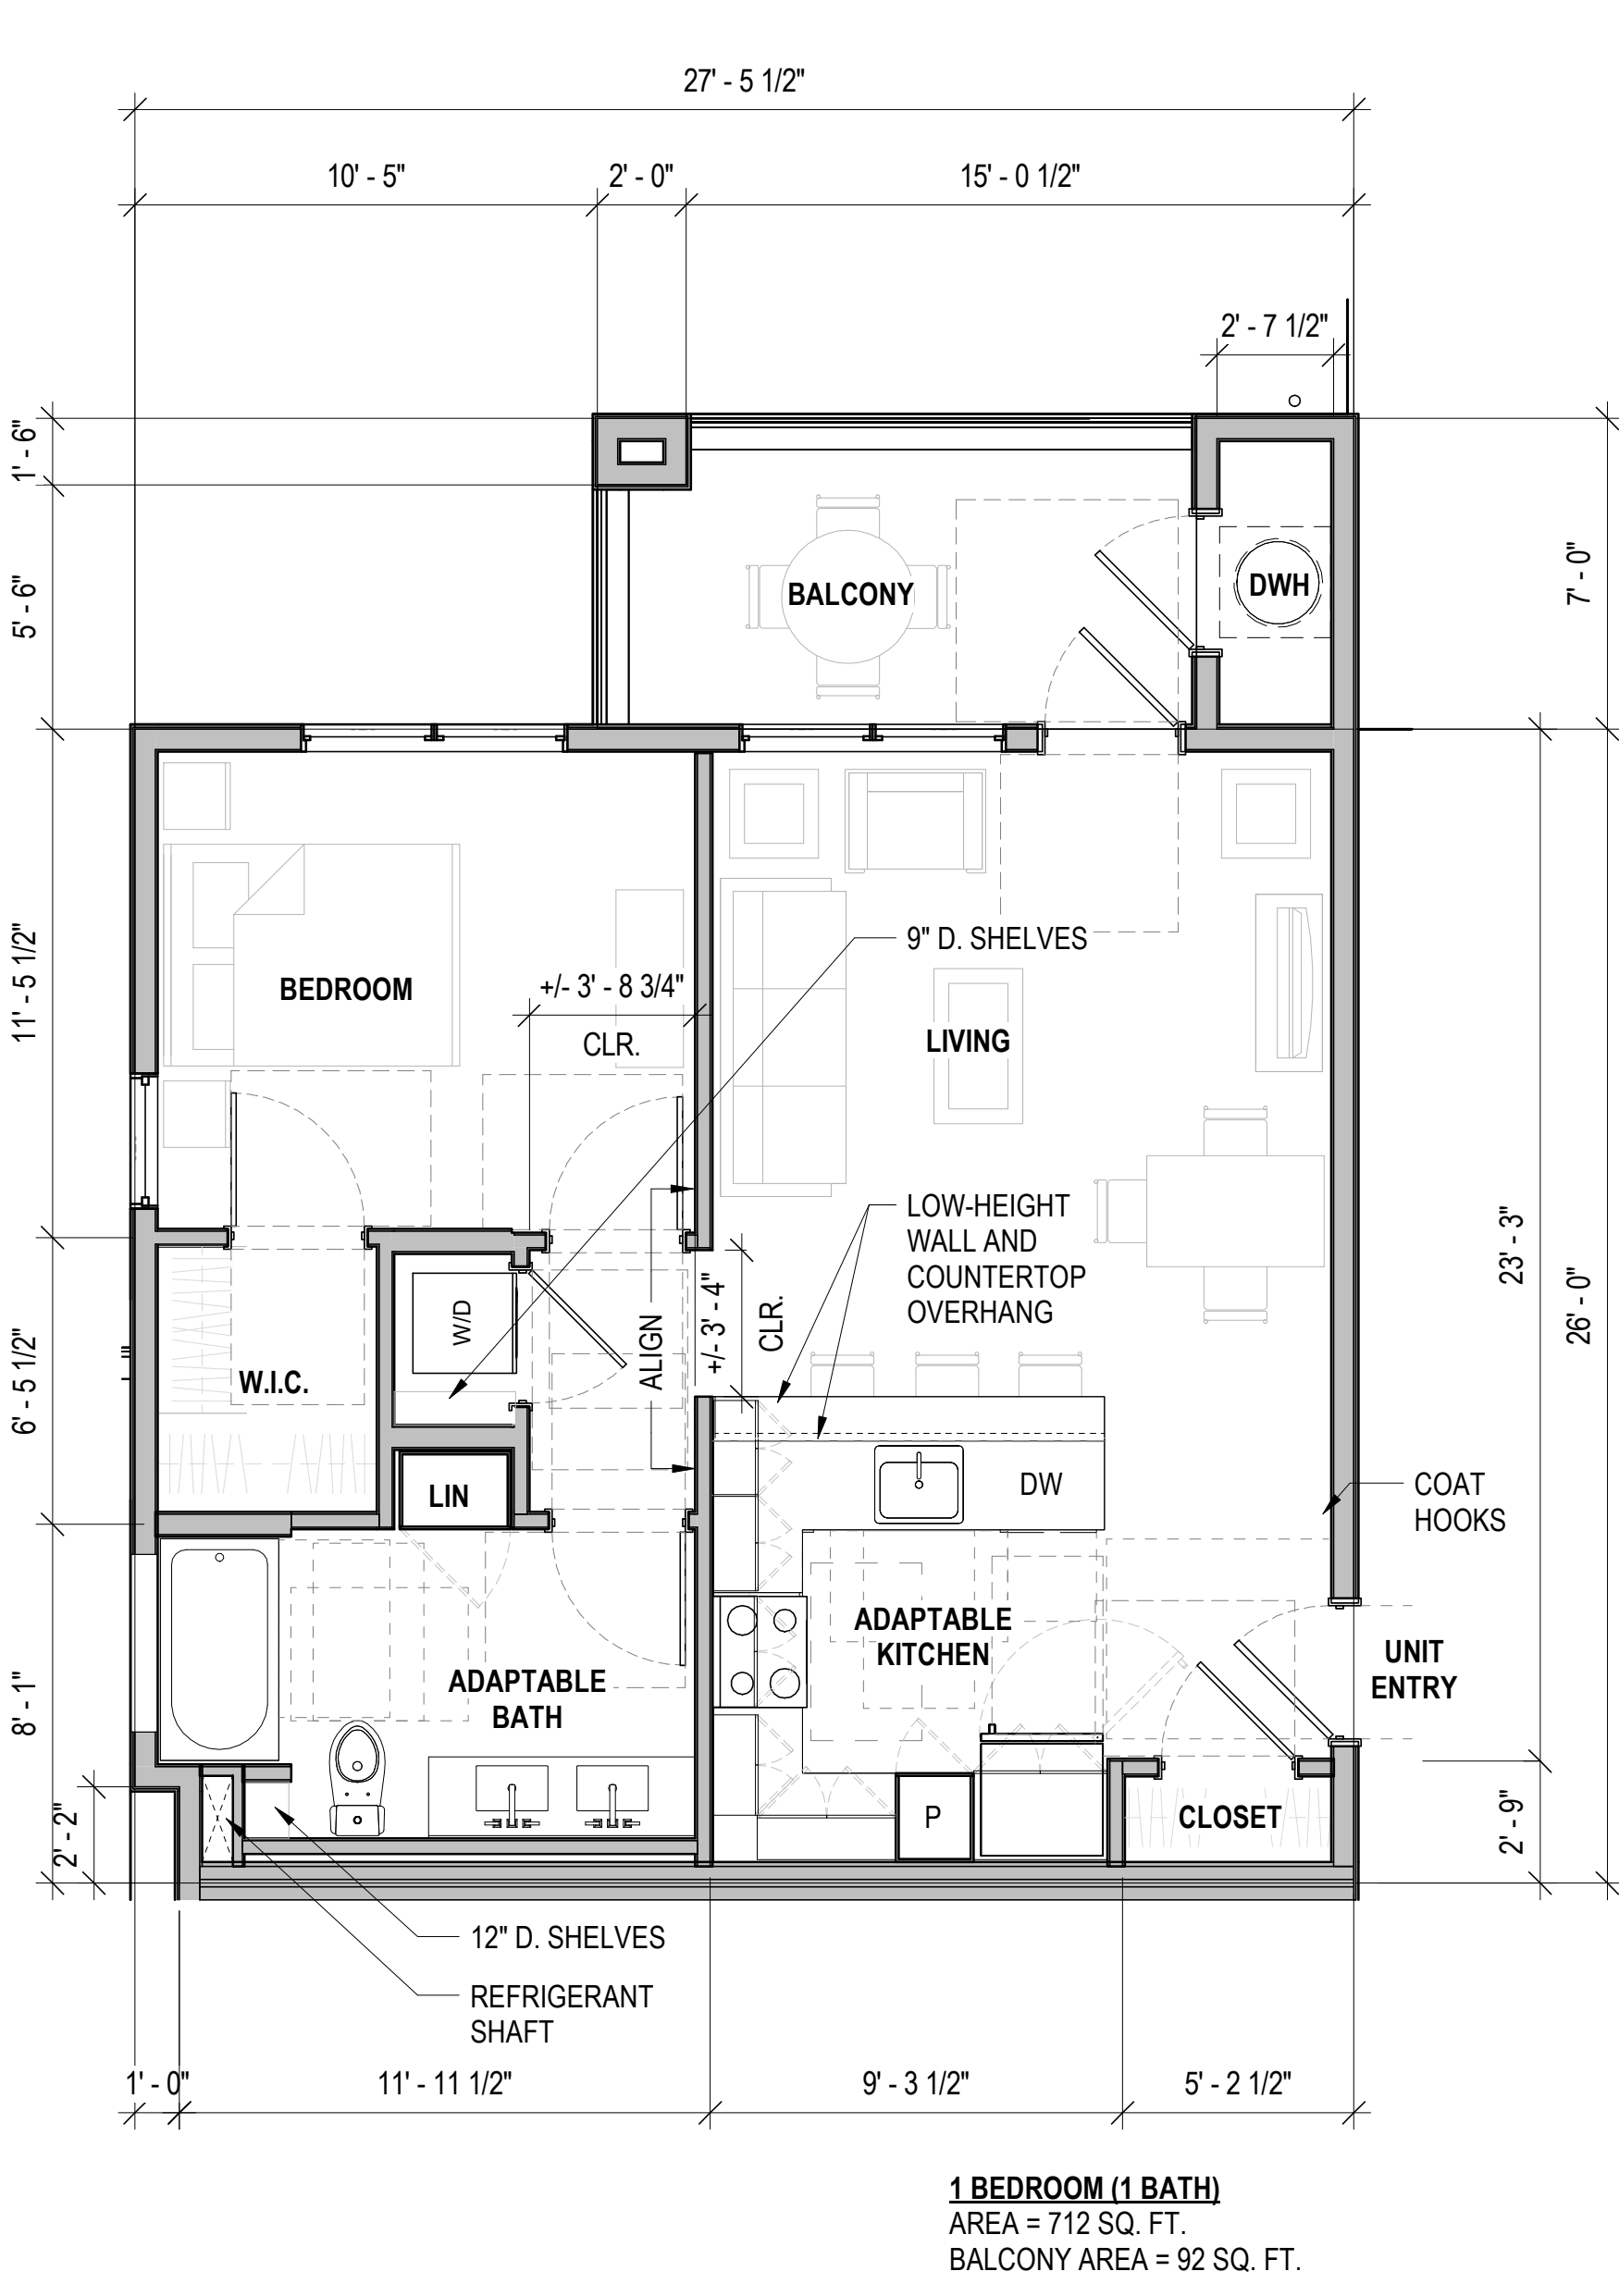 27' - 5 1/2"
10' - 5"
2' - 0"
15' - 0 1/2"
2' - 7 1/2"
1' - 6"
5' - 6"
7' - 0"
BALCONY
DWH
11' - 5 1/2"
9" D. SHELVES
BEDROOM
+/- 3' - 8 3/4"
CLR.
LIVING
LOW-HEIGHT
WALL AND
COUNTERTOP
OVERHANG
23' - 3"
26' - 0"
6' - 5 1/2"
W.I.C.
W/D
ALIGN
+/- 3' - 4"
CLR.
LIN
DW
COAT
HOOKS
ADAPTABLE
KITCHEN
UNIT
ENTRY
8' - 1"
ADAPTABLE
BATH
P
CLOSET
2' - 2"
2' - 9"
12" D. SHELVES
REFRIGERANT
SHAFT
1' - 0"
11' - 11 1/2"
9' - 3 1/2"
5' - 2 1/2"
1 BEDROOM (1 BATH)
AREA = 712 SQ. FT.
BALCONY AREA = 92 SQ. FT.